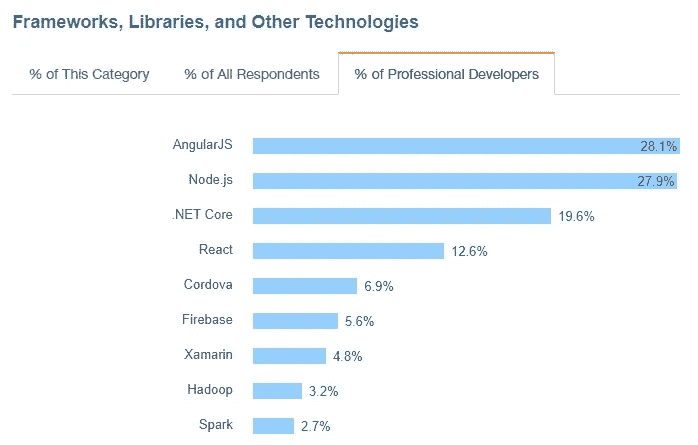 Frameworks, Libraries, and Other Technologies
% of This Category % of All Respondents % of Professional Developers
AngularJS 28.1%
Node.js 27.9%
.NET Core 19.6%
React 12.6%
Cordova 6.9%
Firebase 5.6%
Xamarin 4.8%
Hadoop 3.2%
Spark 2.7%